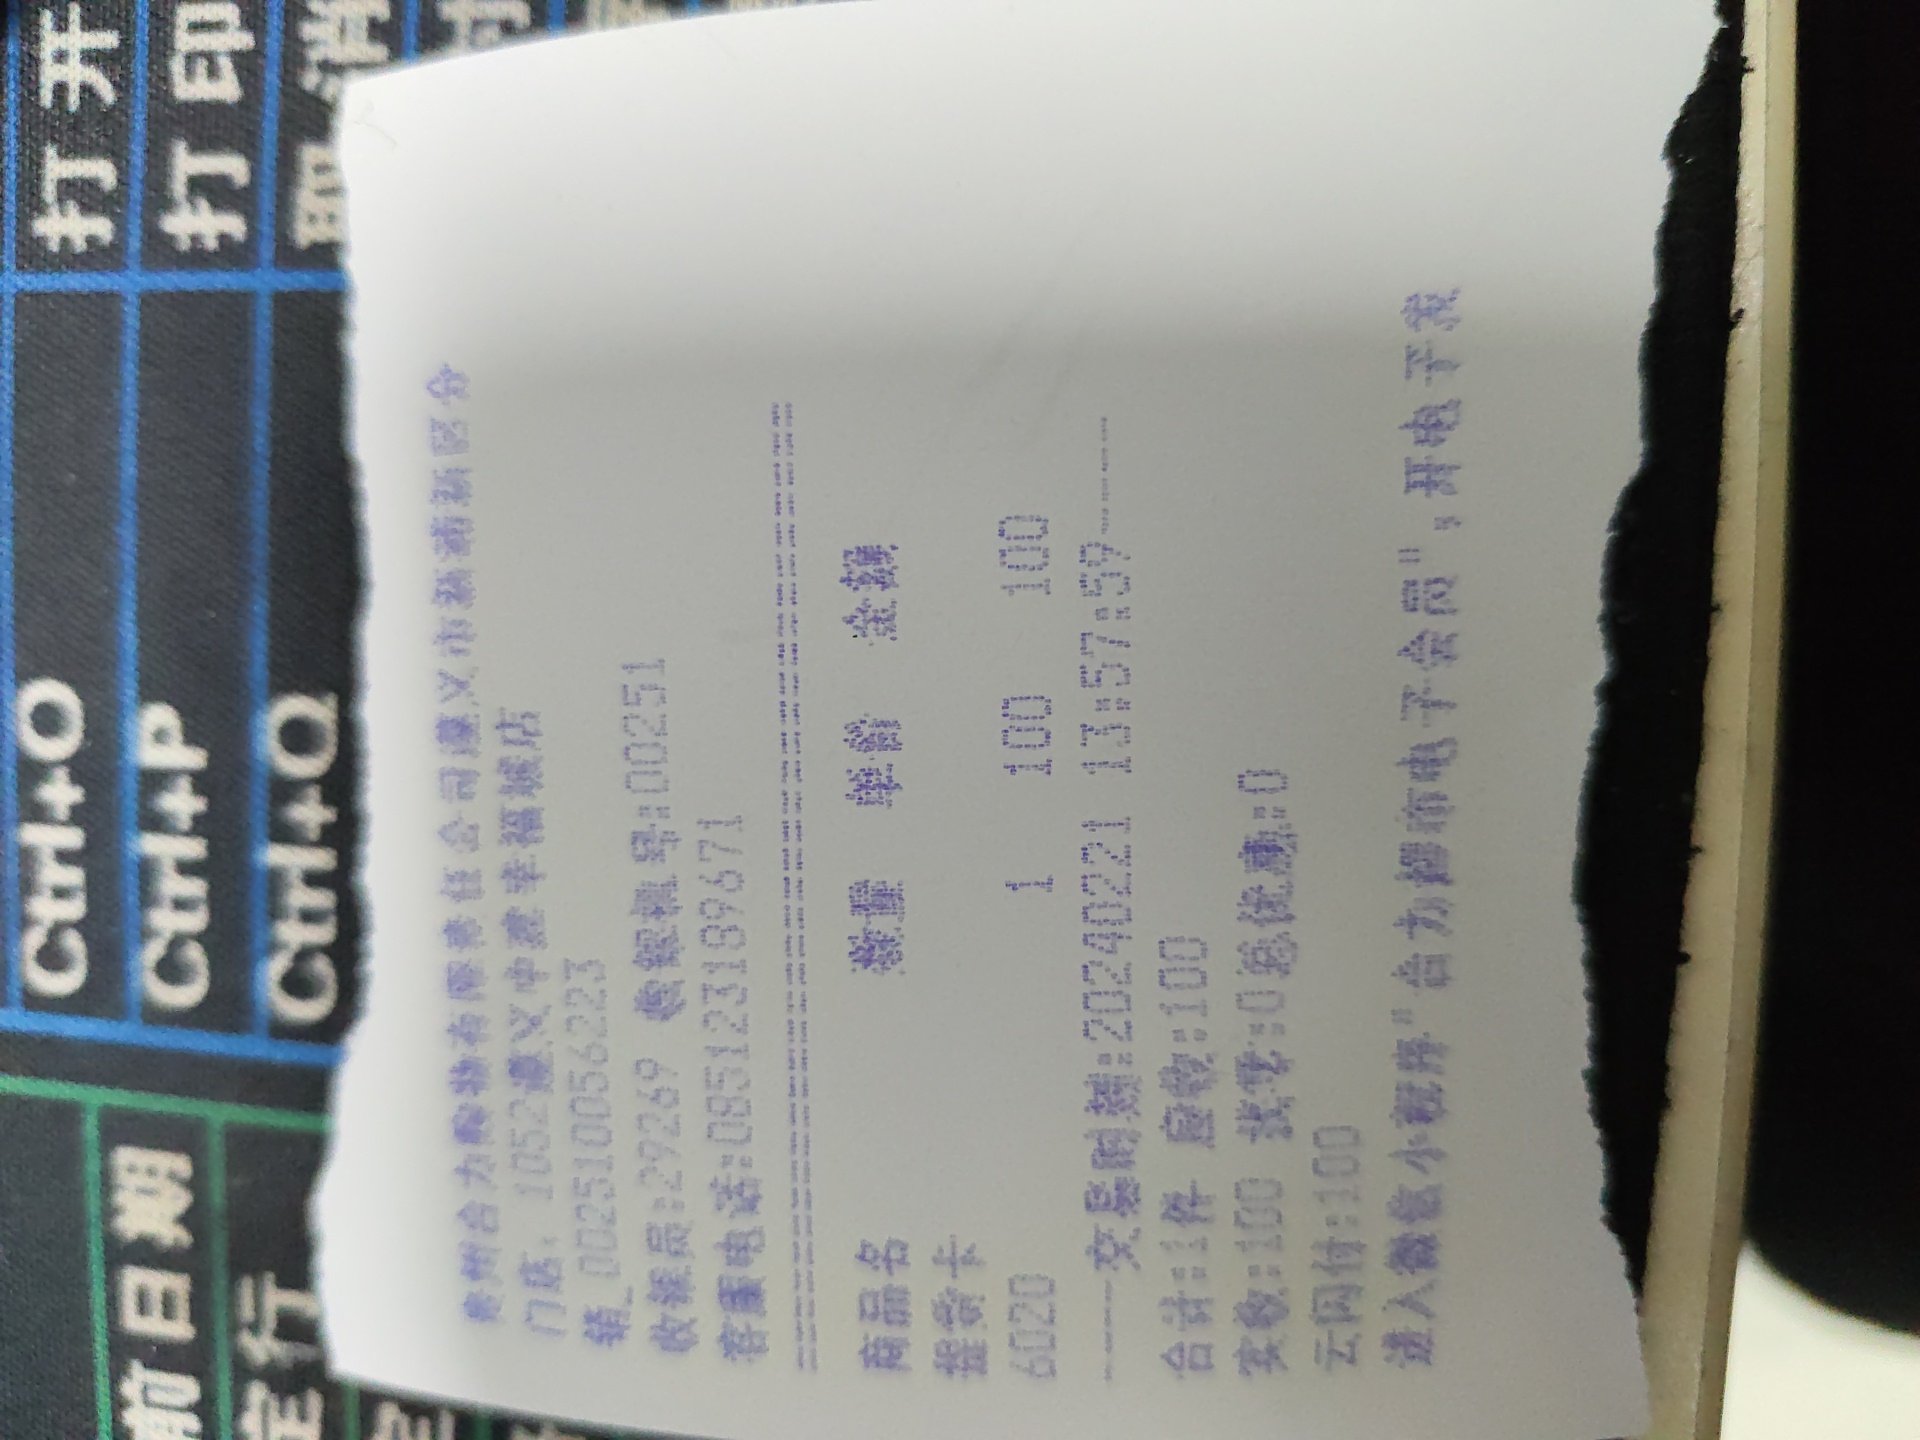 贵州合力购物有限责任公司遵义市新蒲新区分
门店: 1052遵义中建幸福城店
销_002510056223
收银员:29269 收银机号:00251
客服电话:085123189671
商品名 数量 单价 金额
提货卡
6020 1 100 100
交易时刻:20240221 13:57:59
合计:1件 应收:100
实收:100 找零:0总优惠:0
云网付:100
进入微信小程序"合力超市电子会员",开电子发
Ctrl+O 打开
Ctrl+P 打印
Ctrl+Q
前日期
定行